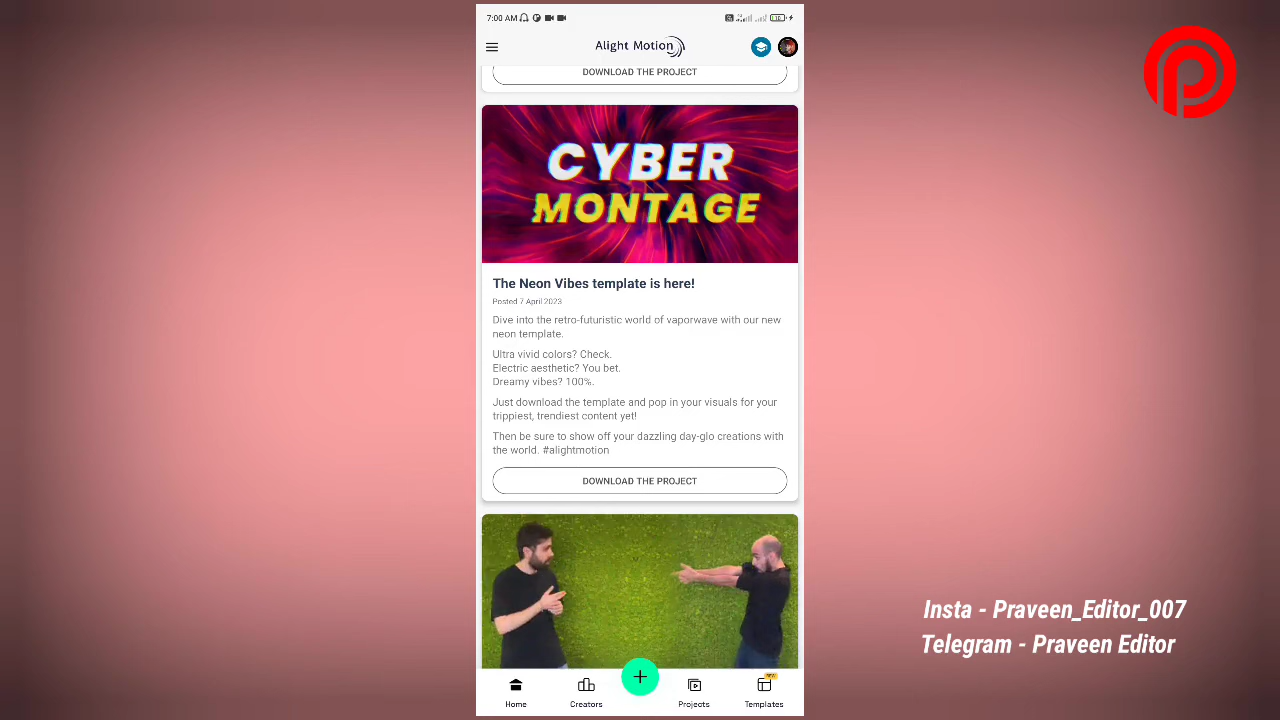 7:00 AM
Alight Motion
DOWNLOAD THE PROJECT
CYBER
MONTAGE
The Neon Vibes template is here!
Posted 7 April 2023
Dive into the retro-futuristic world of vaporwave with our new
neon template.
Ultra vivid colors? Check.
Electric aesthetic? You bet.
Dreamy vibes? 100%.
Just download the template and pop in your visuals for your
trippiest, trendiest content yet!
Then be sure to show off your dazzling day-glo creations with
the world. #alightmotion
DOWNLOAD THE PROJECT
Insta - Praveen_Editor_007
Telegram - Praveen Editor
Home
Creators
Projects
Templates